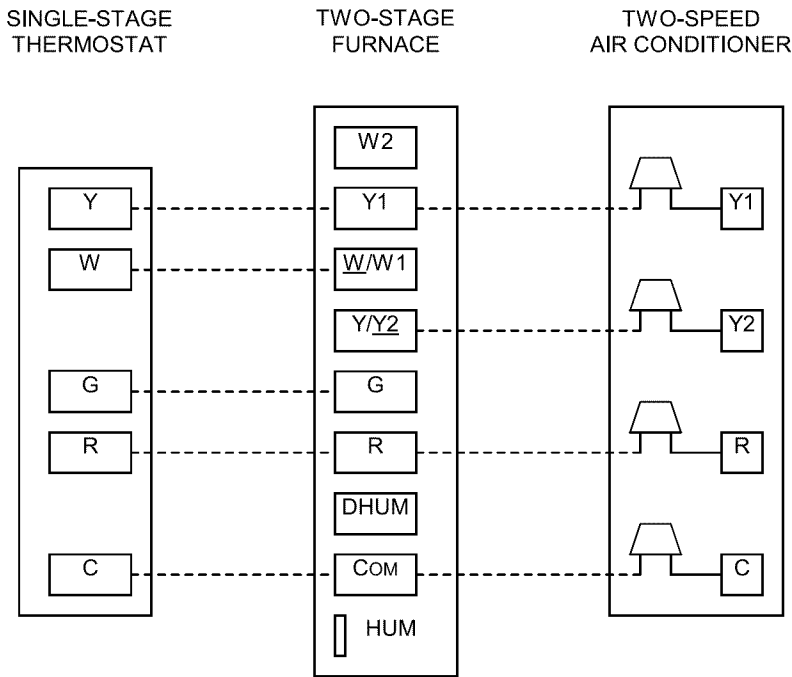 SINGLE-STAGE
THERMOSTAT
TWO-STAGE
FURNACE
TWO-SPEED
AIR CONDITIONER
Y
W
G
R
C
W2
Y1
W/W1
Y/Y2
G
R
DHUM
COM
HUM
Y1
Y2
R
C